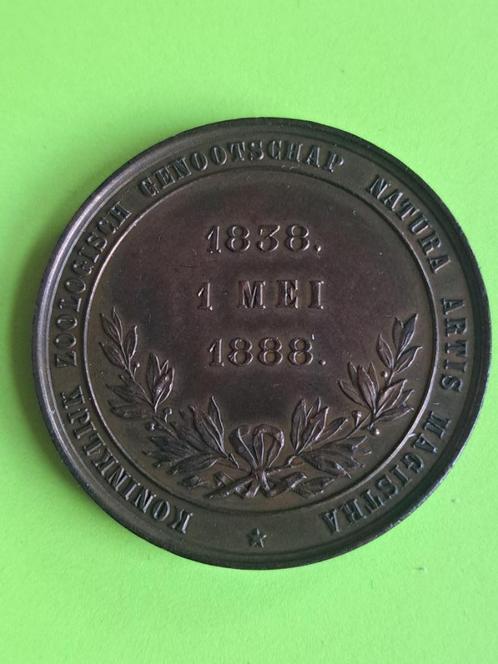 KONINKLIJK ZOOLOGISCH GENOOTSCHAP NATURA ARTIS MAGISTRA
1838.
1 MEI
1888.